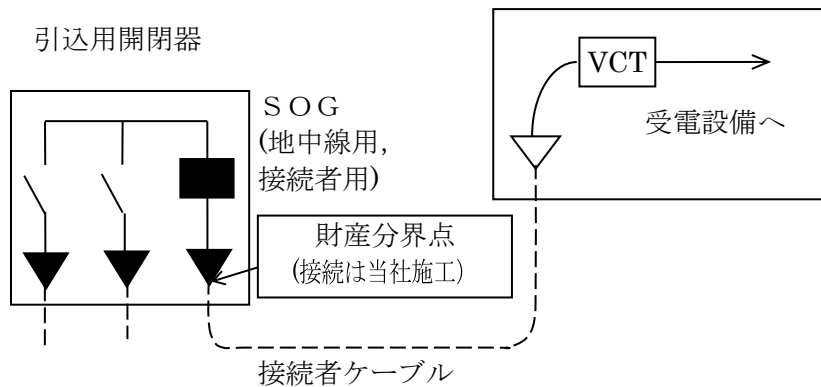 引込用開閉器
ＳＯＧ
(地中線用,
接続者用)
VCT
受電設備へ
財産分界点
(接続は当社施工)
接続者ケーブル